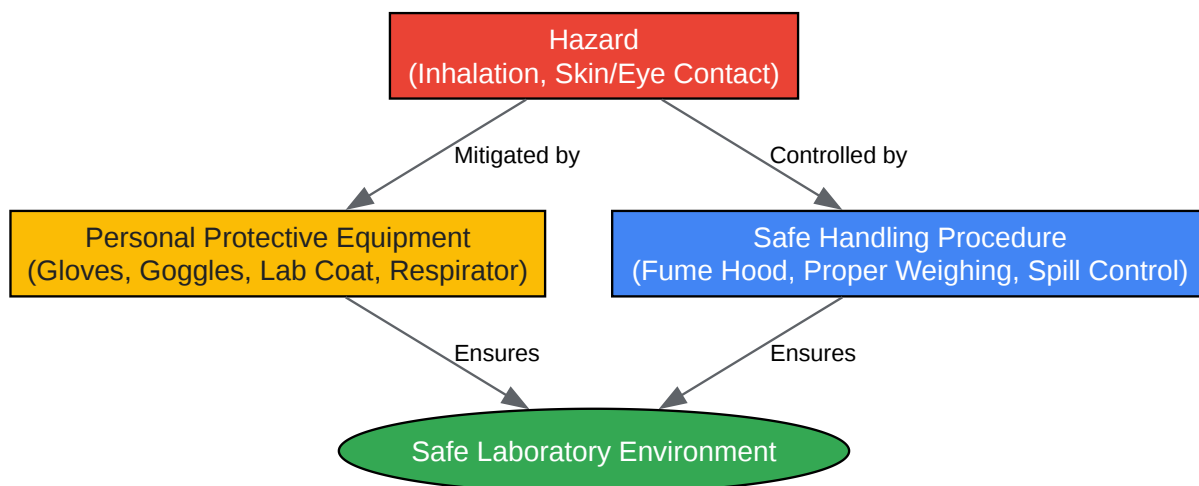 Hazard
(Inhalation, Skin/Eye Contact)
Mitigated by
Controlled by
Personal Protective Equipment
(Gloves, Goggles, Lab Coat, Respirator)
Safe Handling Procedure
(Fume Hood, Proper Weighing, Spill Control)
Ensures
Ensures
Safe Laboratory Environment